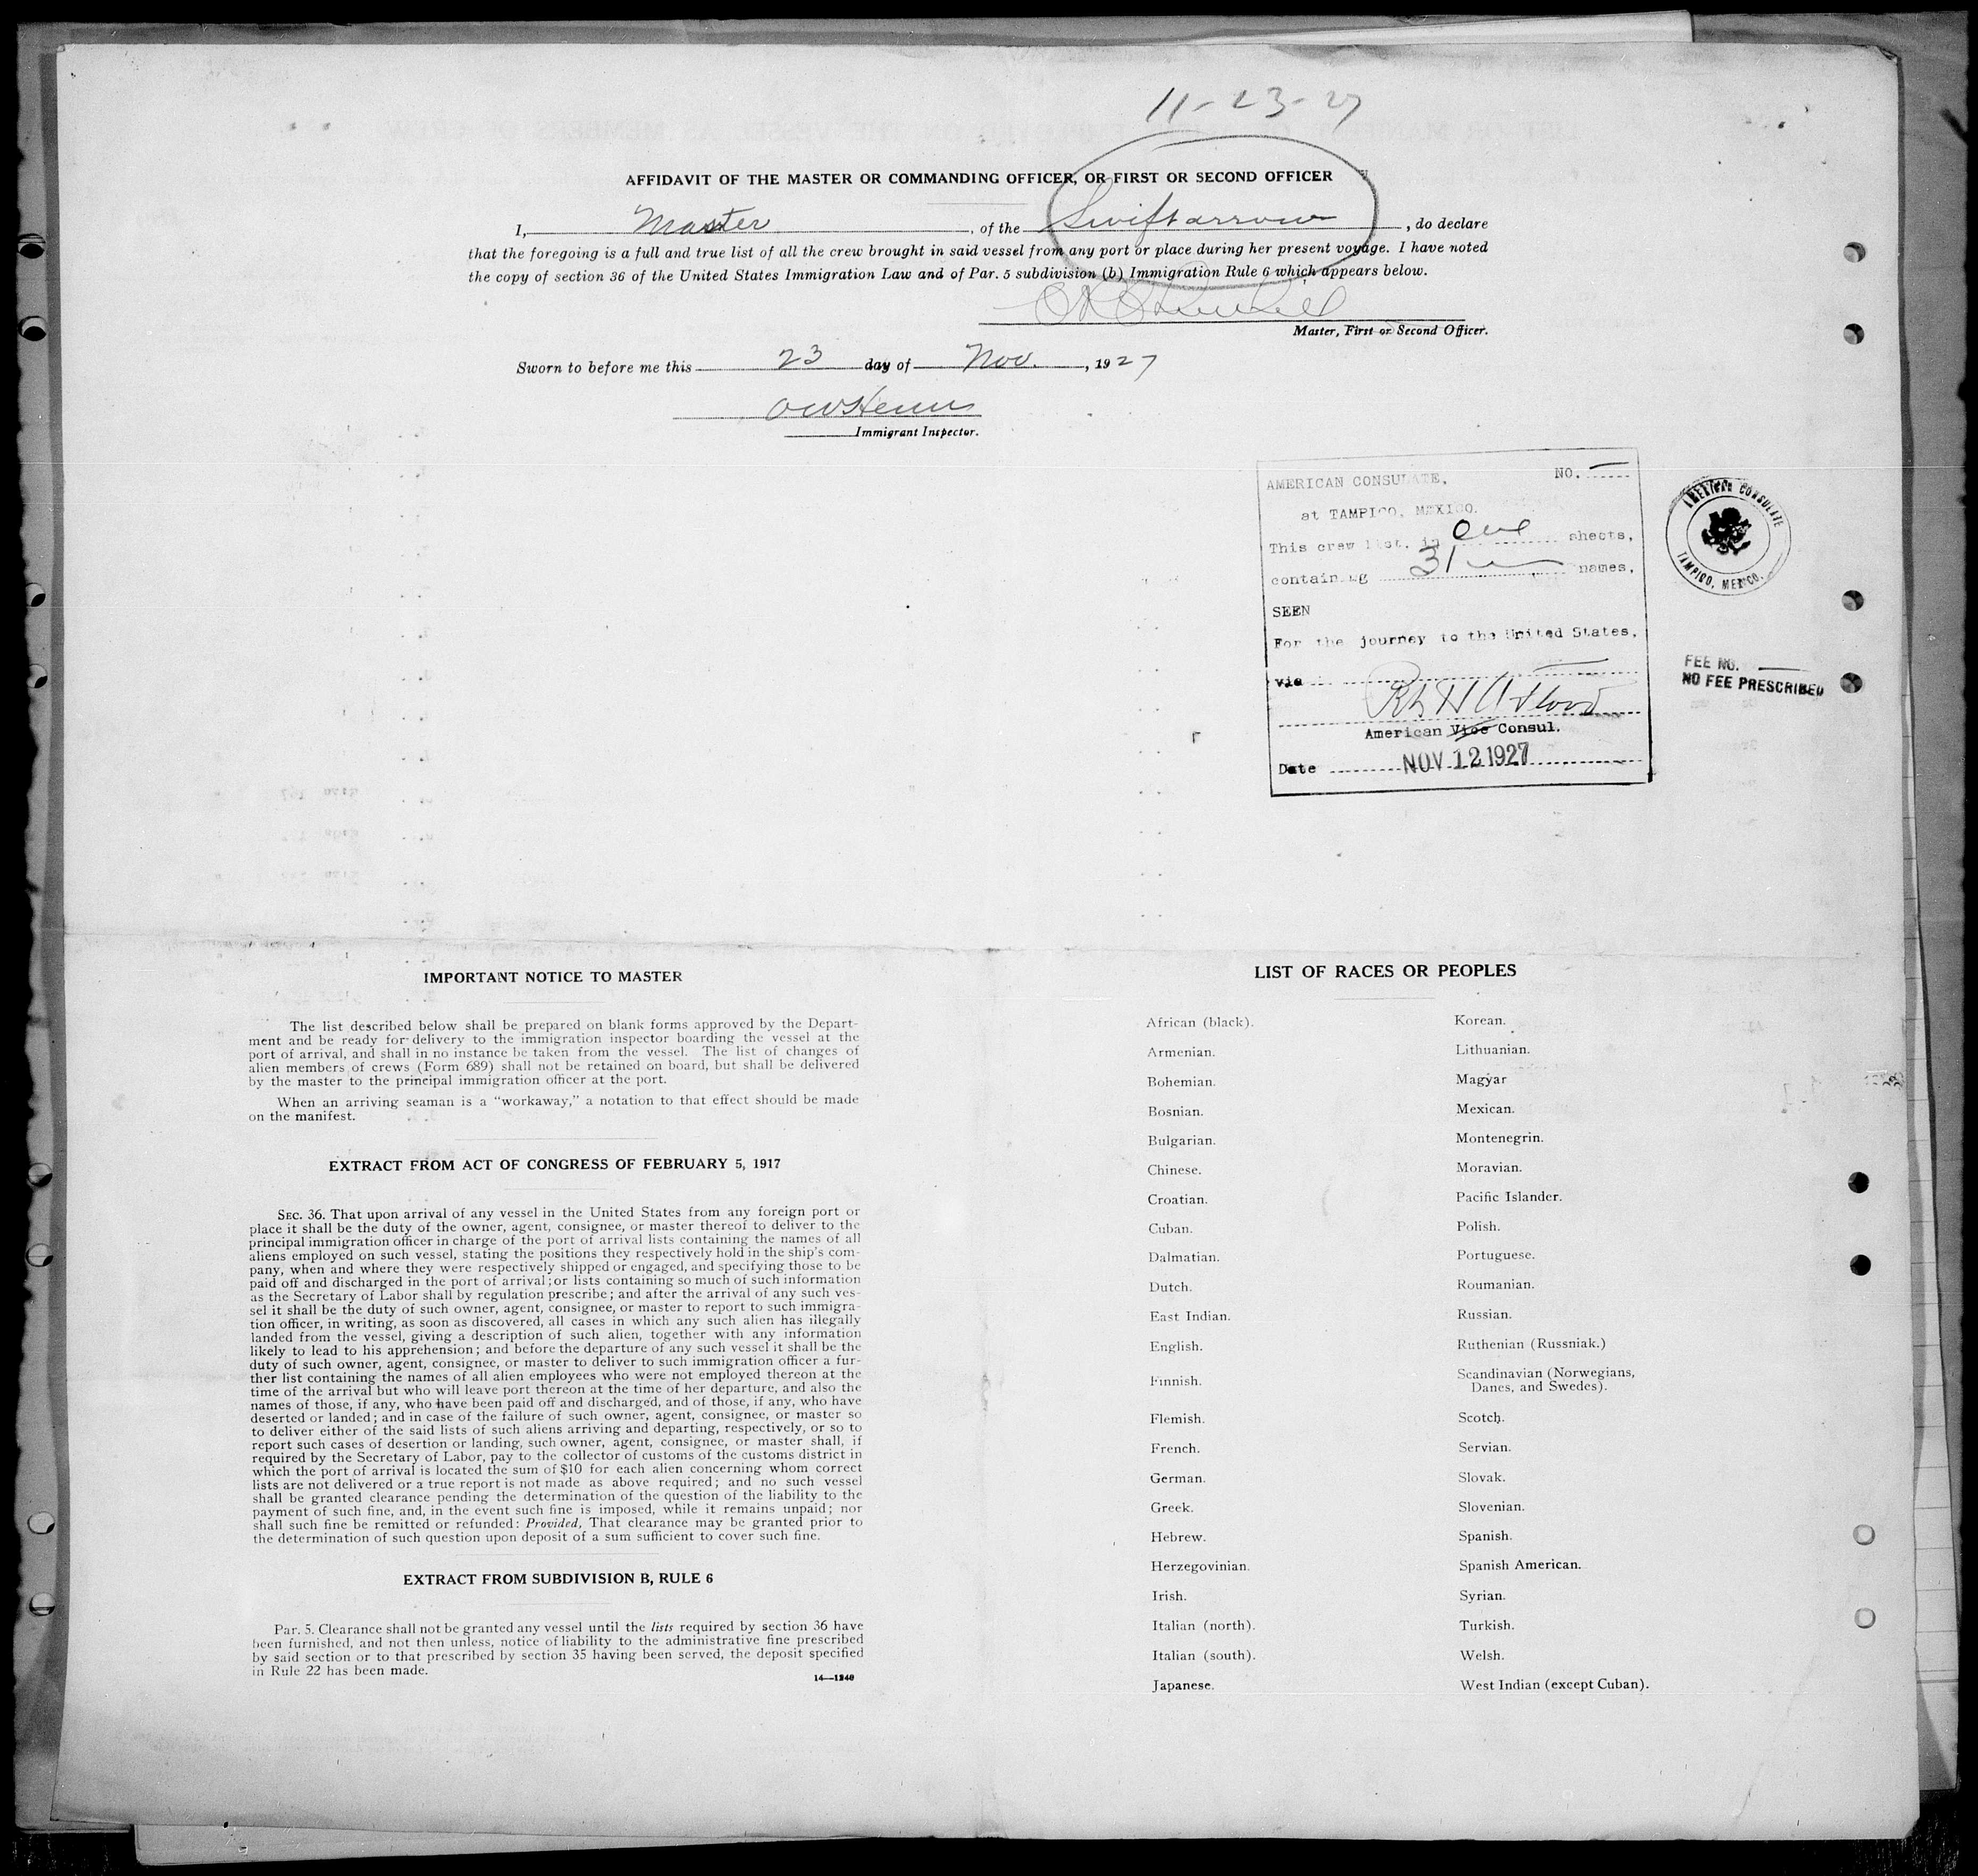 11-23-27
AFFIDAVIT OF THE MASTER OR COMMANDING OFFICER, OR FIRST OR SECOND OFFICER
I, Master, of the Swiftarrow, do declare
that the foregoing is a full and true list of all the crew brought in said vessel from any port or place during her present voyage. I have noted
the copy of section 36 of the United States Immigration Law and of Par. 5 subdivision (b) Immigration Rule 6 which appears below.
Master, First or Second Officer.
Sworn to before me this 23 day of Nov., 1927
Immigrant Inspector.
AMERICAN CONSULATE, NO.
at TAMPICO, MEXICO.
This crew list, in one sheets,
containing 31 names,
SEEN
For the journey to the United States,
via
American Vice Consul.
Date NOV 12 1927
AMERICAN CONSULATE
TAMPICO, MEXICO.
FEE NO.
NO FEE PRESCRIBED
IMPORTANT NOTICE TO MASTER
The list described below shall be prepared on blank forms approved by the Depart-
ment and be ready for delivery to the immigration inspector boarding the vessel at the
port of arrival, and shall in no instance be taken from the vessel. The list of changes of
alien members of crews (Form 689) shall not be retained on board, but shall be delivered
by the master to the principal immigration officer at the port.
When an arriving seaman is a "workaway," a notation to that effect should be made
on the manifest.
EXTRACT FROM ACT OF CONGRESS OF FEBRUARY 5, 1917
SEC. 36. That upon arrival of any vessel in the United States from any foreign port or
place it shall be the duty of the owner, agent, consignee, or master thereof to deliver to the
principal immigration officer in charge of the port of arrival lists containing the names of all
aliens employed on such vessel, stating the positions they respectively hold in the ship's com-
pany, when and where they were respectively shipped or engaged, and specifying those to be
paid off and discharged in the port of arrival; or lists containing so much of such information
as the Secretary of Labor shall by regulation prescribe; and after the arrival of any such ves-
sel it shall be the duty of such owner, agent, consignee, or master to report to such immigra-
tion officer, in writing, as soon as discovered, all cases in which any such alien has illegally
landed from the vessel, giving a description of such alien, together with any information
likely to lead to his apprehension; and before the departure of any such vessel it shall be the
duty of such owner, agent, consignee, or master to deliver to such immigration officer a fur-
ther list containing the names of all alien employees who were not employed thereon at the
time of the arrival but who will leave port thereon at the time of her departure, and also the
names of those, if any, who have been paid off and discharged, and of those, if any, who have
deserted or landed; and in case of the failure of such owner, agent, consignee, or master so
to deliver either of the said lists of such aliens arriving and departing, respectively, or so to
report such cases of desertion or landing, such owner, agent, consignee, or master shall, if
required by the Secretary of Labor, pay to the collector of customs of the customs district in
which the port of arrival is located the sum of $10 for each alien concerning whom correct
lists are not delivered or a true report is not made as above required; and no such vessel
shall be granted clearance pending the determination of the question of the liability to the
payment of such fine, and, in the event such fine is imposed, while it remains unpaid; nor
shall such fine be remitted or refunded: Provided, That clearance may be granted prior to
the determination of such question upon deposit of a sum sufficient to cover such fine.
EXTRACT FROM SUBDIVISION B, RULE 6
Par. 5. Clearance shall not be granted any vessel until the lists required by section 36 have
been furnished, and not then unless, notice of liability to the administrative fine prescribed
by said section or to that prescribed by section 35 having been served, the deposit specified
in Rule 22 has been made.
14—1240
LIST OF RACES OR PEOPLES
African (black).
Armenian.
Bohemian.
Bosnian.
Bulgarian.
Chinese.
Croatian.
Cuban.
Dalmatian.
Dutch.
East Indian.
English.
Finnish.
Flemish.
French.
German.
Greek.
Hebrew.
Herzegovinian.
Irish.
Italian (north).
Italian (south).
Japanese.
Korean.
Lithuanian.
Magyar
Mexican.
Montenegrin.
Moravian.
Pacific Islander.
Polish.
Portuguese.
Roumanian.
Russian.
Ruthenian (Russniak.)
Scandinavian (Norwegians,
Danes, and Swedes).
Scotch.
Servian.
Slovak.
Slovenian.
Spanish.
Spanish American.
Syrian.
Turkish.
Welsh.
West Indian (except Cuban).